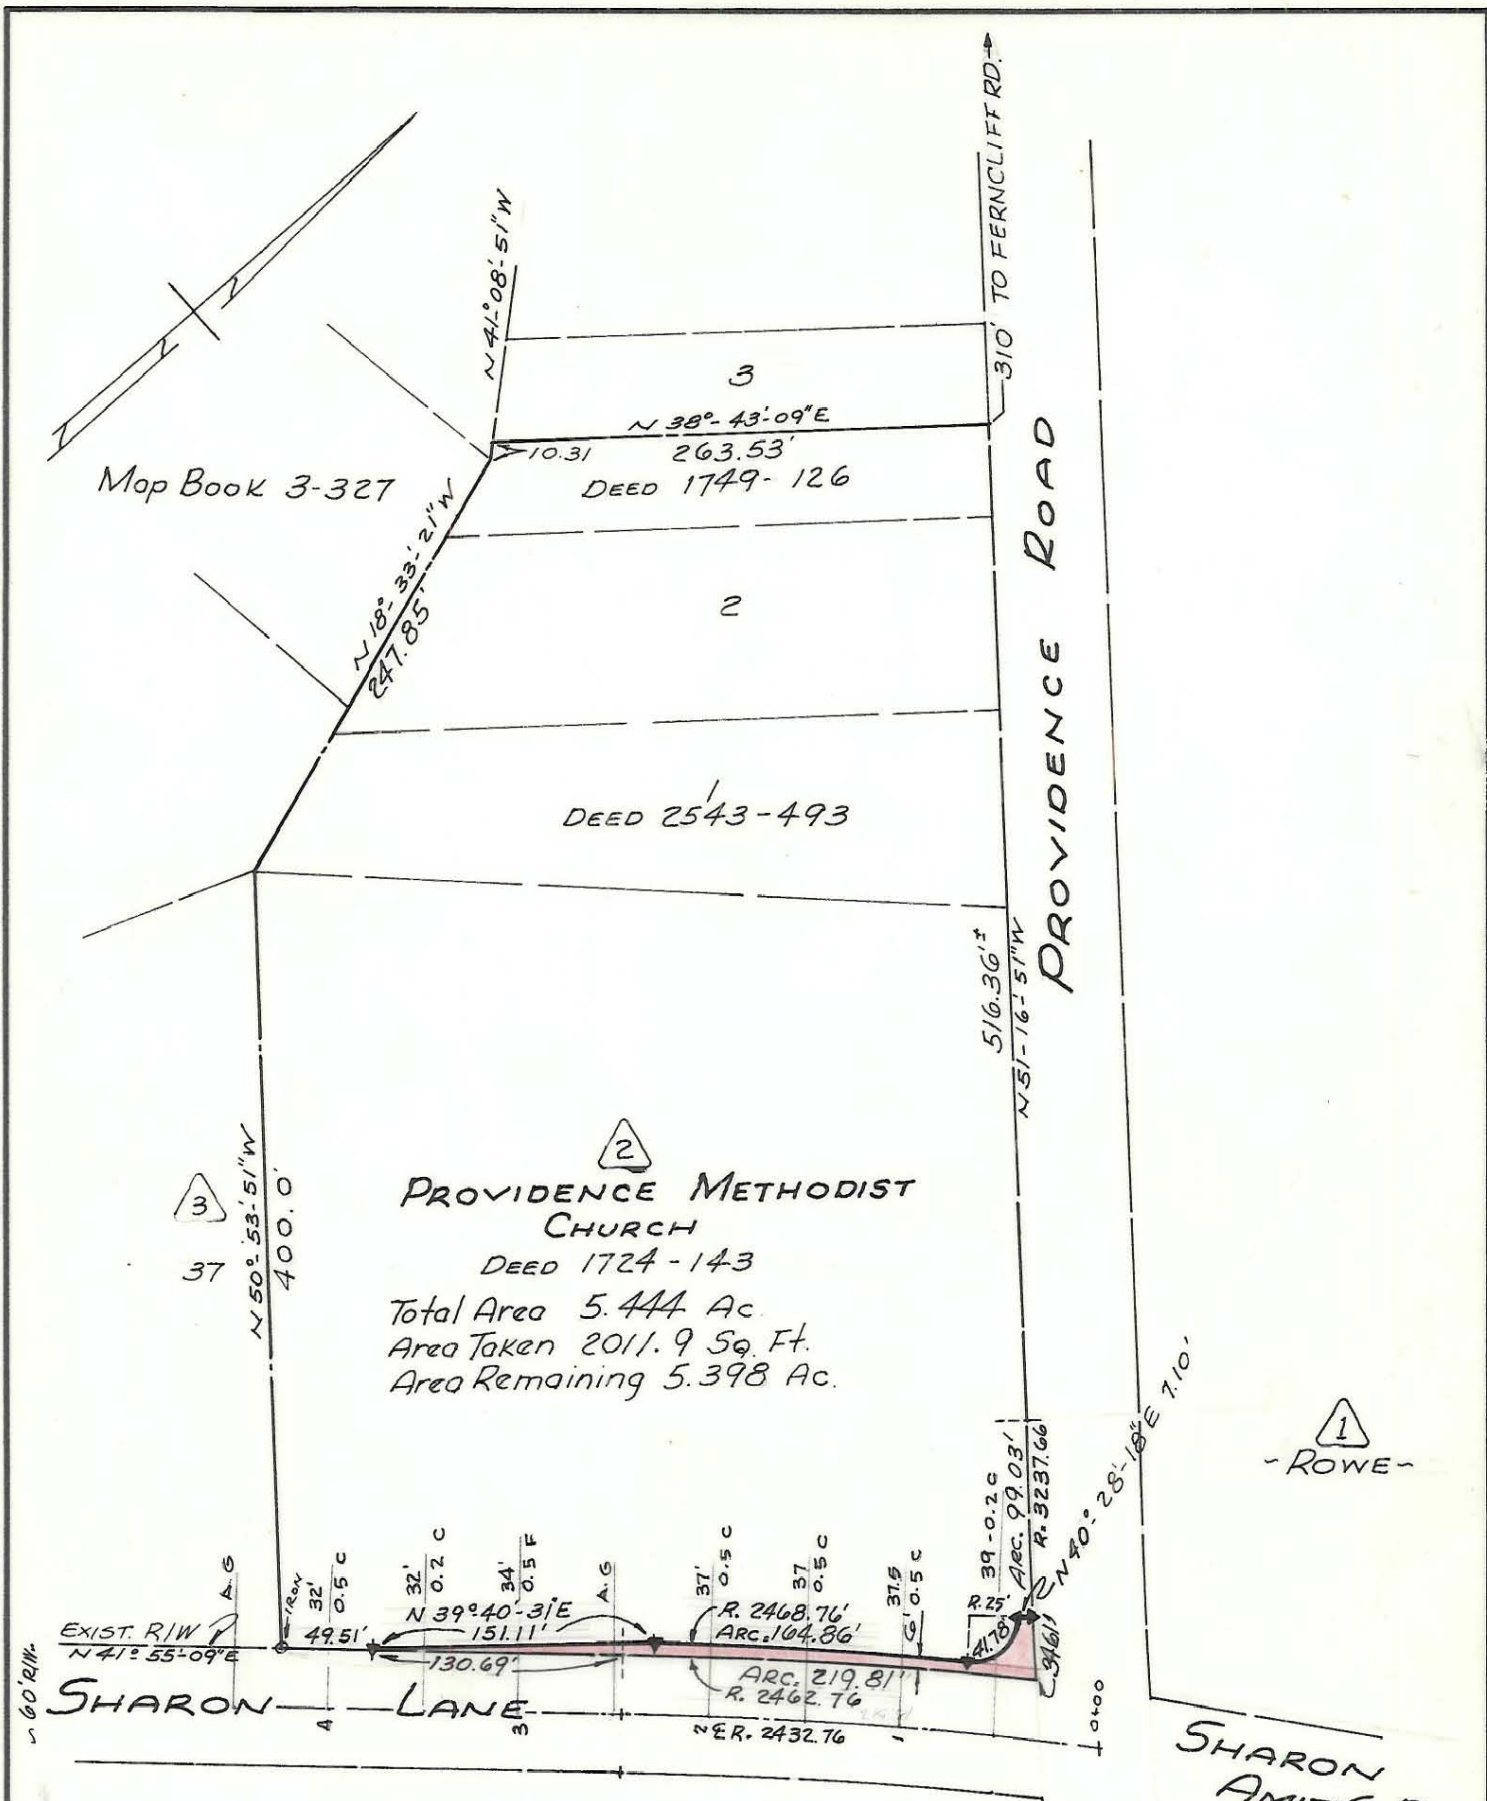 310' TO FERNCLIFF RD.
N 41°-08'-51"W
3
N 38°-43'-09"E
10.31
263.53'
DEED 1749-126
Map Book 3-327
N 18°-33'-21"W
247.85'
2
1
DEED 2543-493
PROVIDENCE ROAD
516.36'±
N 51-16'-51"W
2
PROVIDENCE METHODIST
CHURCH
DEED 1724-143
Total Area 5.444 Ac.
Area Taken 2011.9 Sq. Ft.
Area Remaining 5.398 Ac.
3
37
N 50°-53'-51"W
400.0'
1
~ROWE~
N 40°-28'-18"E 7.10'
ARC. 99.03'
R. 3237.66
39-0.2 C
R. 25'
41.78'
34.61'
A.G
IRON
32'
0.5 C
32'
0.2 C
34'
0.5 F
A.G
37'
0.5 C
37
0.5 C
37.5
0.5 C
6'
EXIST. R/W
N 41°-55'-09"E
49.51'
N 39°-40'-31"E
151.11'
130.69'
R. 2468.76'
ARC. 164.86'
ARC. 219.81'
R. 2462.76
~60'R/W~
SHARON LANE
4
3
2
℄ R. 2432.76
1
0+00
SHARON